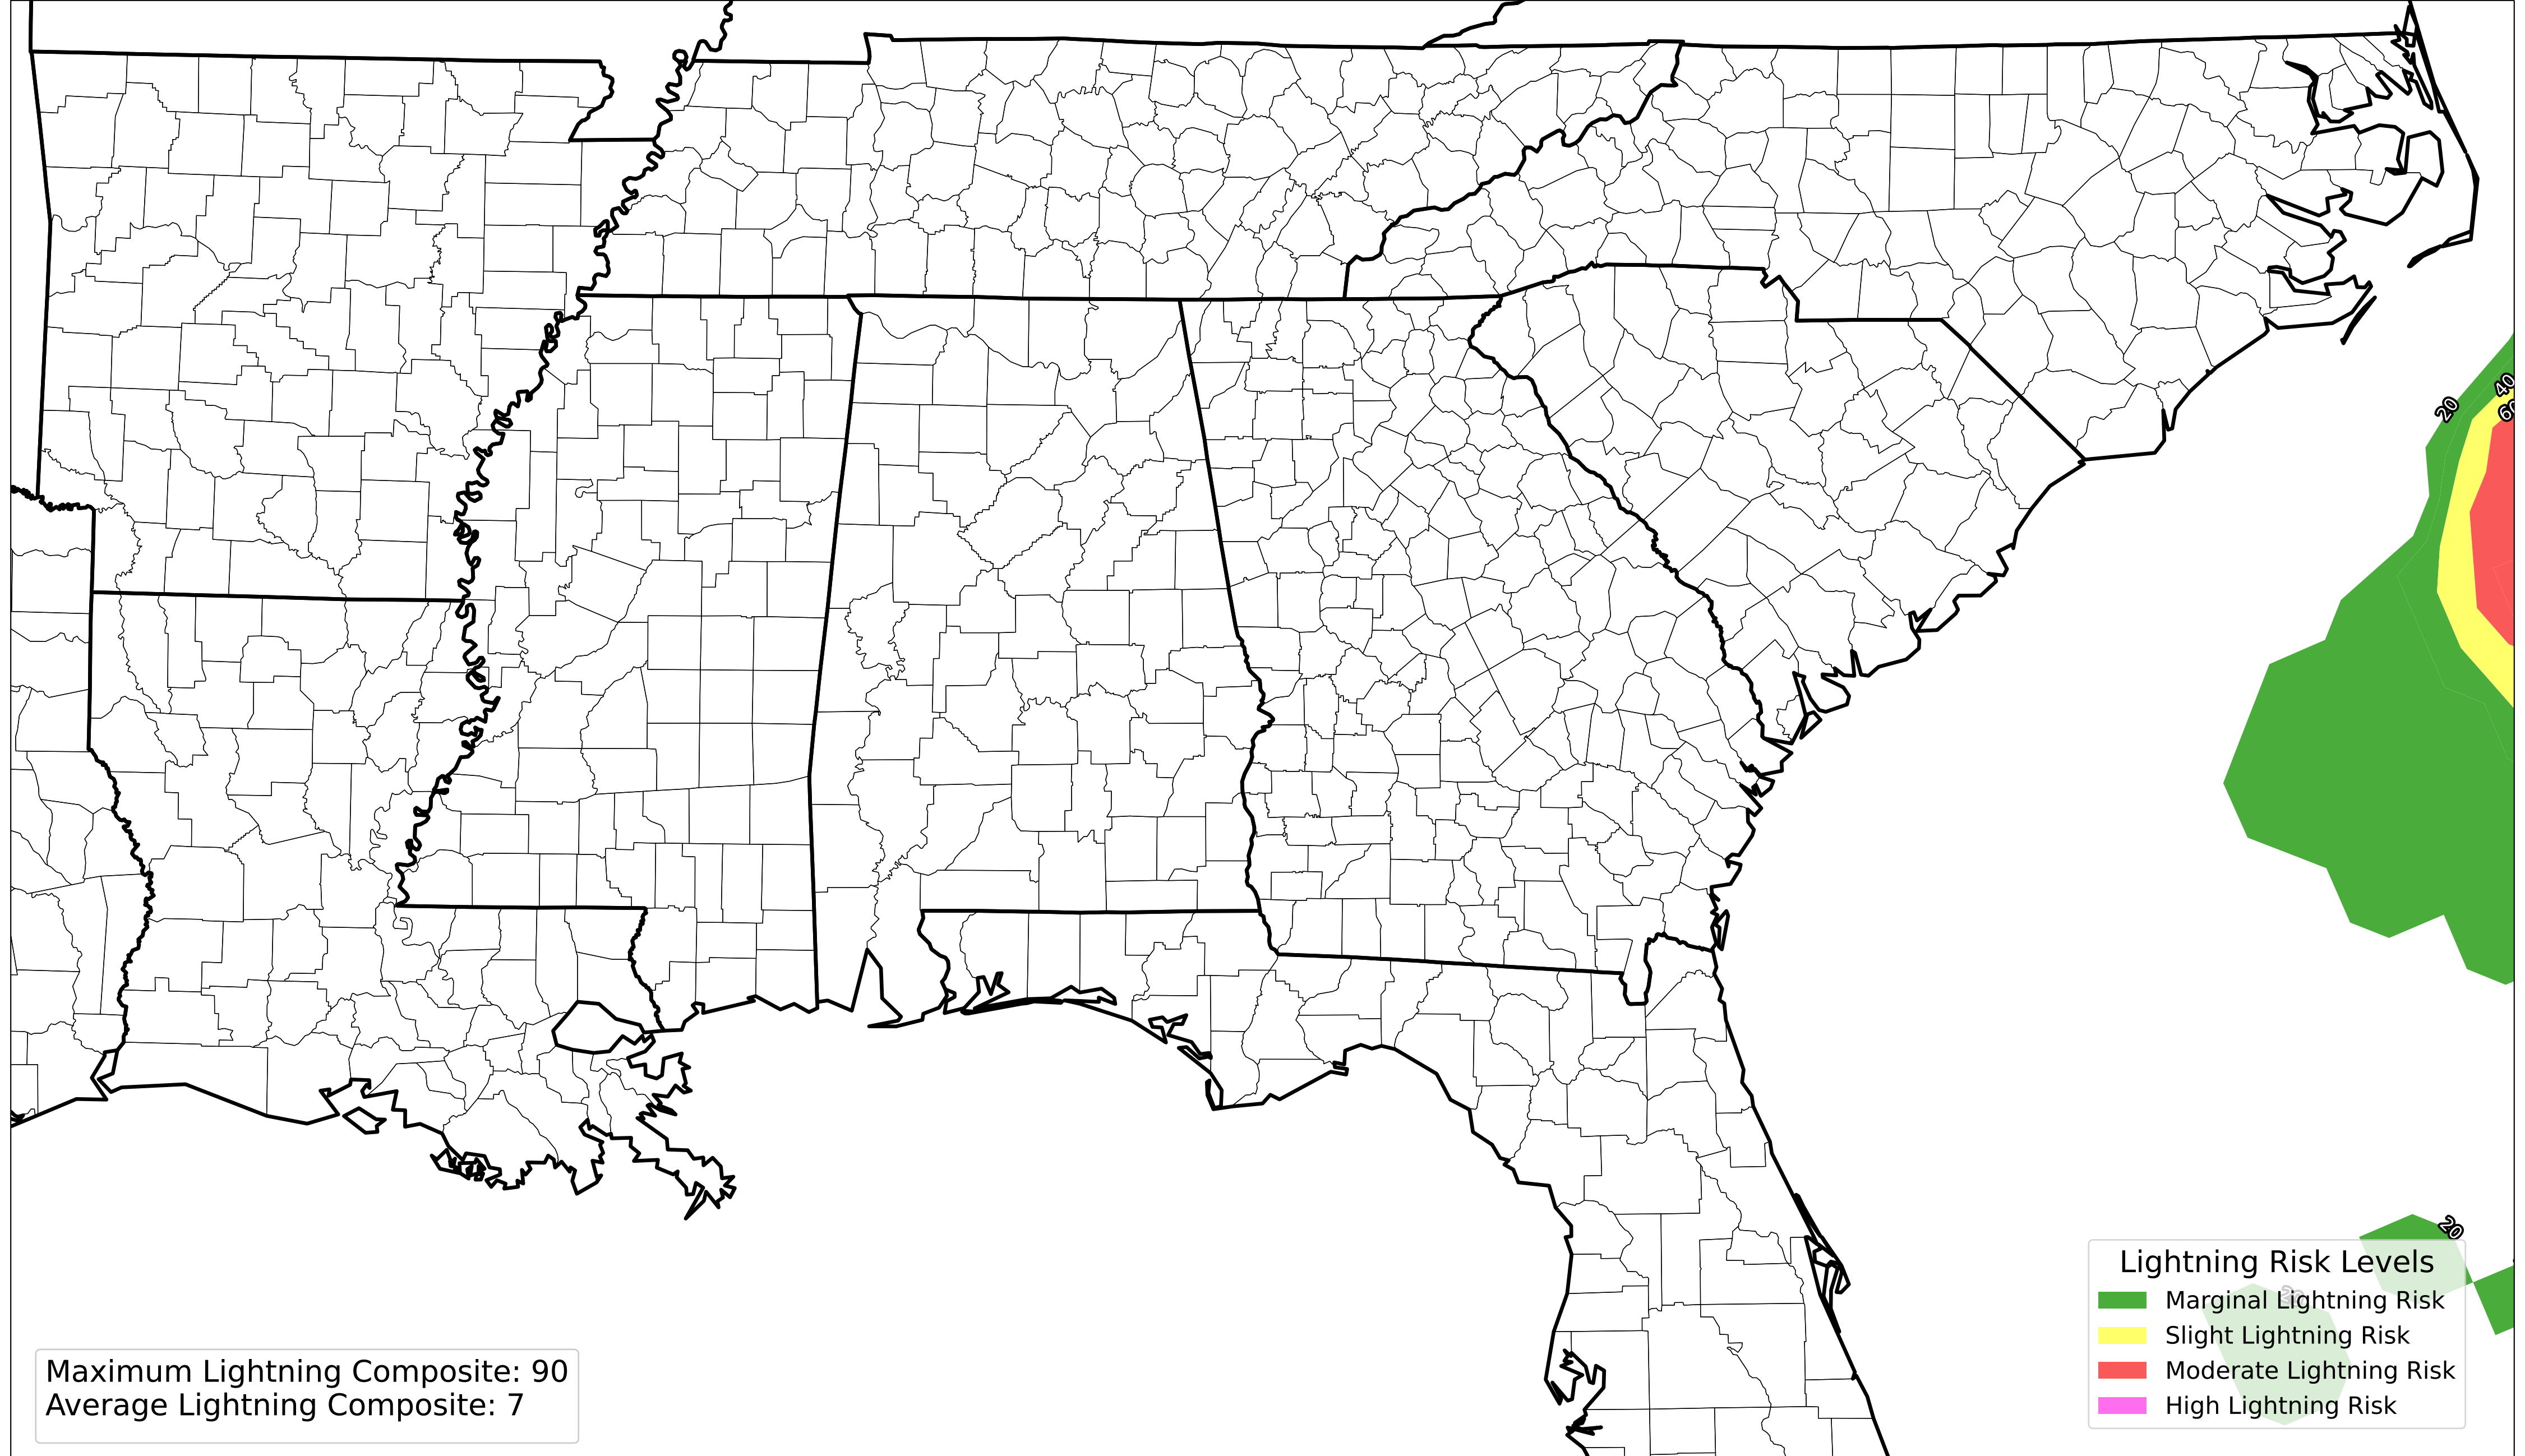 20
40
20
Lightning Risk Levels
Marginal Lightning Risk
Slight Lightning Risk
Moderate Lightning Risk
High Lightning Risk
Maximum Lightning Composite: 90
Average Lightning Composite: 7